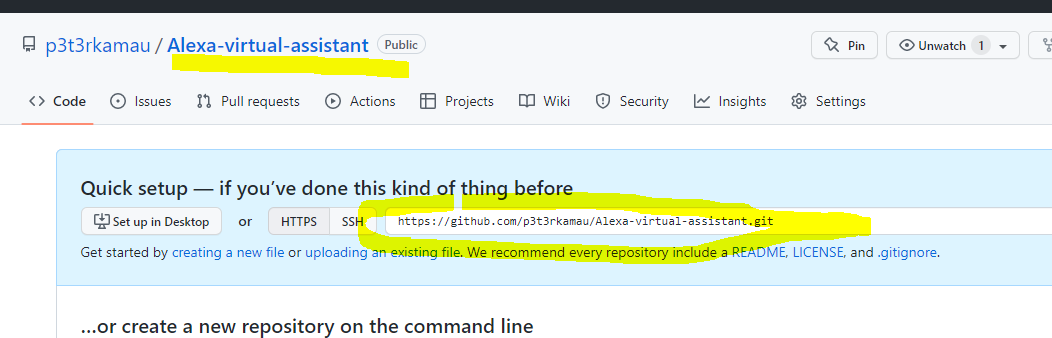 p3t3rkamau / Alexa-virtual-assistant Public Pin Unwatch 1
Code Issues Pull requests Actions Projects Wiki Security Insights Settings
Quick setup — if you’ve done this kind of thing before
Set up in Desktop or HTTPS SSH https://github.com/p3t3rkamau/Alexa-virtual-assistant.git
Get started by creating a new file or uploading an existing file. We recommend every repository include a README, LICENSE, and .gitignore.
…or create a new repository on the command line